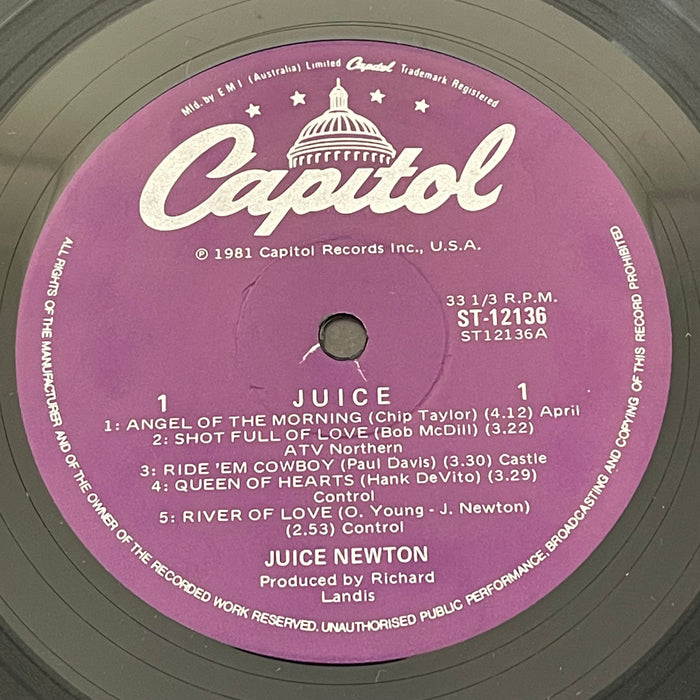 Mfd. by E M I (Australia) Limited Capitol Trademark Registered
Capitol
℗ 1981 Capitol Records Inc., U.S.A.
33 1/3 R.P.M.
ST-12136
ST12136A
1 JUICE 1
1: ANGEL OF THE MORNING (Chip Taylor) (4.12) April
2: SHOT FULL OF LOVE (Bob McDill) (3.22)
ATV Northern
3: RIDE 'EM COWBOY (Paul Davis) (3.30) Castle
4: QUEEN OF HEARTS (Hank DeVito) (3.29)
Control
5: RIVER OF LOVE (O. Young - J. Newton)
(2.53) Control
JUICE NEWTON
Produced by Richard
Landis
ALL RIGHTS OF THE MANUFACTURER AND OF THE OWNER OF THE RECORDED WORK RESERVED. UNAUTHORISED PUBLIC PERFORMANCE, BROADCASTING AND COPYING OF THIS RECORD PROHIBITED